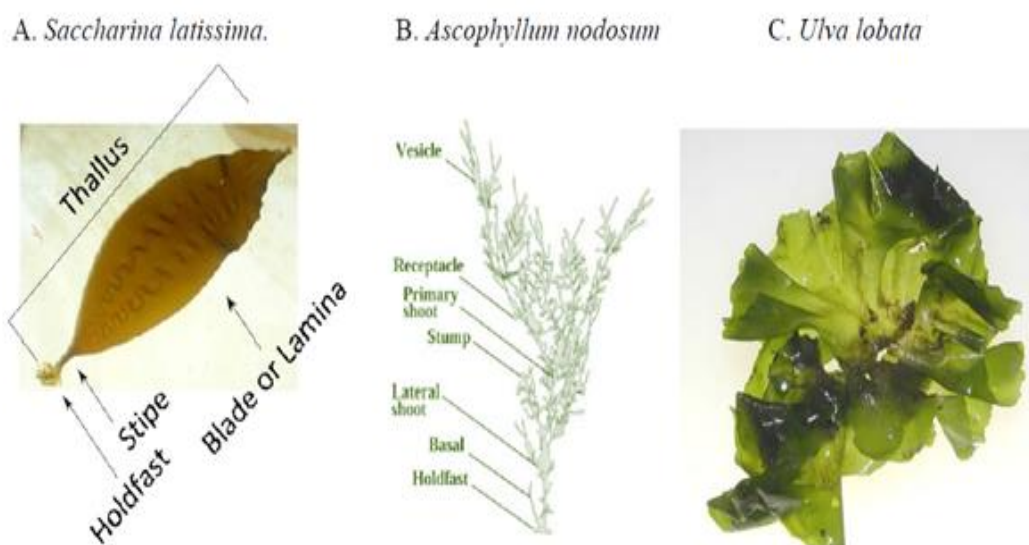 A. Saccharina latissima.
Thallus
Holdfast
Stipe
Blade or Lamina
B. Ascophyllum nodosum
Vesicle
Receptacle
Primary
shoot
Stump
Lateral
shoot
Basal
Holdfast
C. Ulva lobata